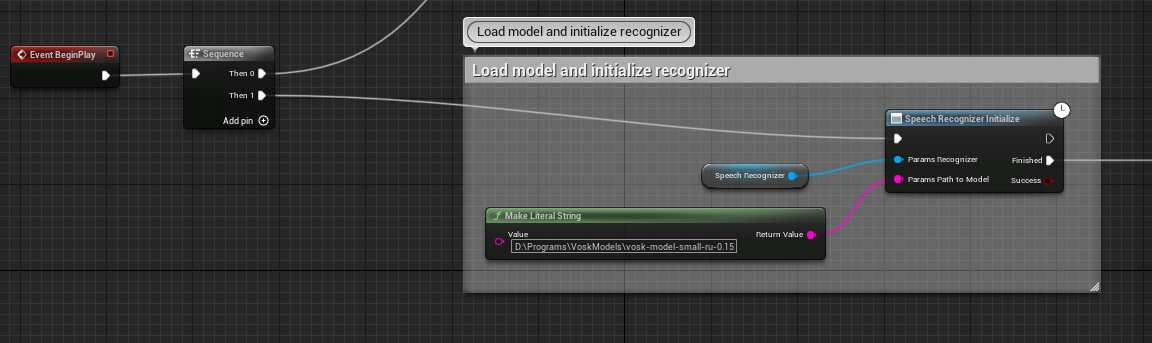 Load model and initialize recognizer
Event BeginPlay
Sequence
Then 0
Then 1
Add pin
Load model and initialize recognizer
Speech Recognizer Initialize
Params Recognizer
Finished
Params Path to Model
Success
Speech Recognizer
Make Literal String
Value
Return Value
D:\Programs\VoskModels\vosk-model-small-ru-0.15